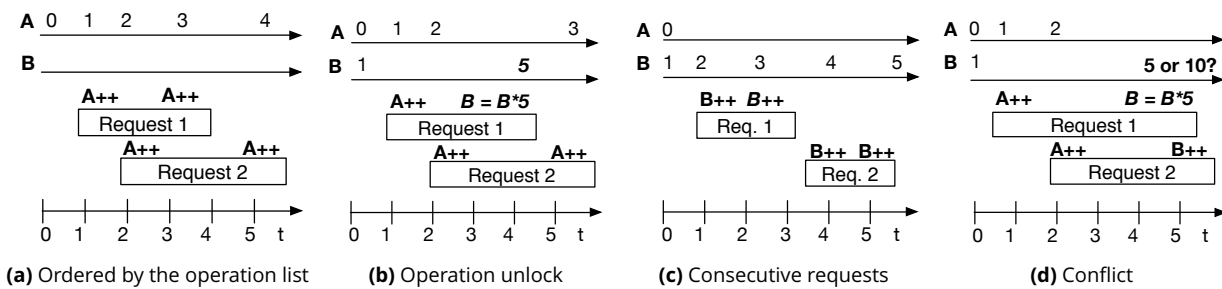 A 0 1 2 3 4
B
A++ A++
Request 1
A++ A++
Request 2
0 1 2 3 4 5 t
(a) Ordered by the operation list
A 0 1 2 3
B 1 5
A++ B = B*5
Request 1
A++ A++
Request 2
0 1 2 3 4 5 t
(b) Operation unlock
A 0
B 1 2 3 4 5
B++ B++
Req. 1
B++ B++
Req. 2
0 1 2 3 4 5 t
(c) Consecutive requests
A 0 1 2
B 1 5 or 10?
A++ B = B*5
Request 1
A++ B++
Request 2
0 1 2 3 4 5 t
(d) Conflict